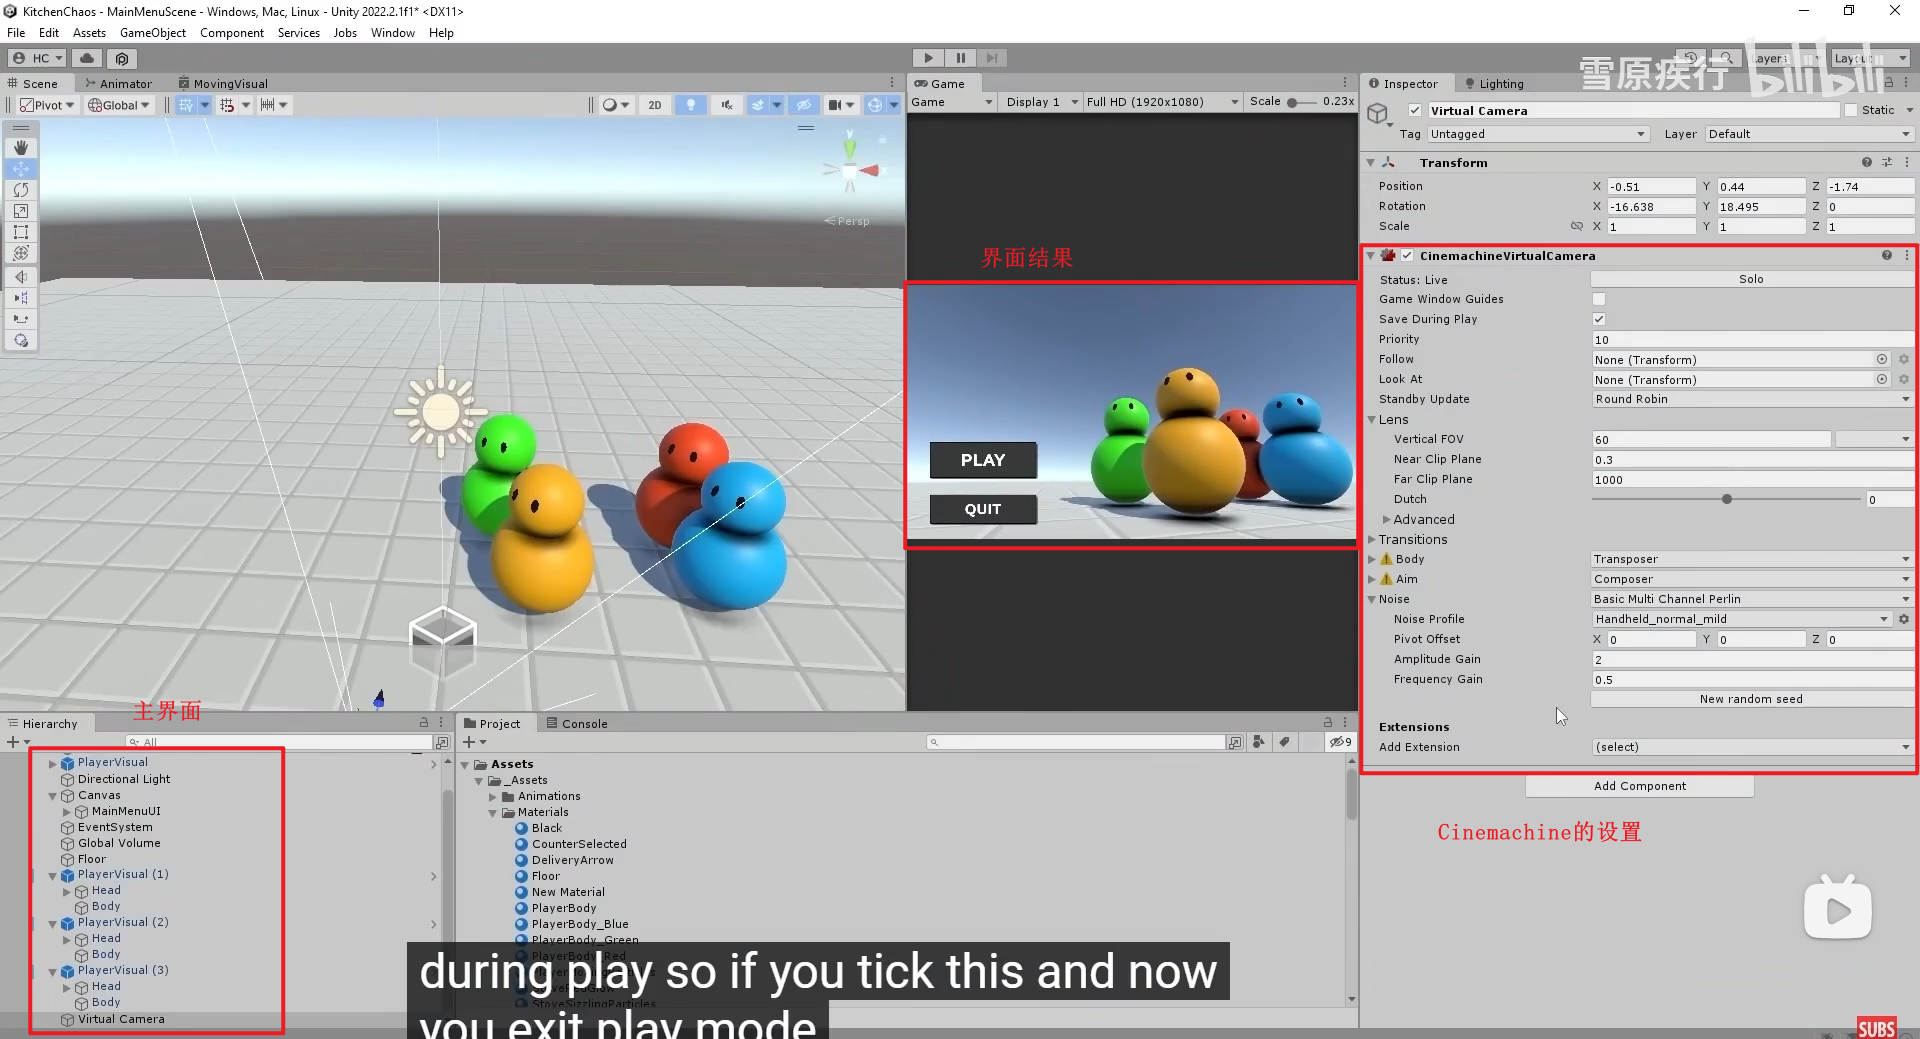 KitchenChaos - MainMenuScene - Windows, Mac, Linux - Unity 2022.2.1f1* <DX11>
File Edit Assets GameObject Component Services Jobs Window Help
HC
Layers
雪原疾行 bilibili
Scene Animator MovingVisual
Pivot Global 2D
Persp
Game
Game Display 1 Full HD (1920x1080) Scale 0.23x
界面结果
PLAY
QUIT
Inspector Lighting
Virtual Camera Static
Tag Untagged Layer Default
Transform
Position X -0.51 Y 0.44 Z -1.74
Rotation X -16.638 Y 18.495 Z 0
Scale X 1 Y 1 Z 1
CinemachineVirtualCamera
Status: Live Solo
Game Window Guides
Save During Play
Priority 10
Follow None (Transform)
Look At None (Transform)
Standby Update Round Robin
Lens
Vertical FOV 60
Near Clip Plane 0.3
Far Clip Plane 1000
Dutch 0
Advanced
Transitions
Body Transposer
Aim Composer
Noise Basic Multi Channel Perlin
Noise Profile Handheld_normal_mild
Pivot Offset X 0 Y 0 Z 0
Amplitude Gain 2
Frequency Gain 0.5
New random seed
Extensions
Add Extension (select)
Add Component
Cinemachine的设置
主界面
Hierarchy
All
PlayerVisual
Directional Light
Canvas
MainMenuUI
EventSystem
Global Volume
Floor
PlayerVisual (1)
Head
Body
PlayerVisual (2)
Head
Body
PlayerVisual (3)
Head
Body
Virtual Camera
Project Console
9
Assets
_Assets
Animations
Materials
Black
CounterSelected
DeliveryArrow
Floor
New Material
PlayerBody
PlayerBody_Blue
PlayerBody_Green
PlayerBody_Red
StoveSizzlingParticles
during play so if you tick this and now
you exit play mode
SUBS